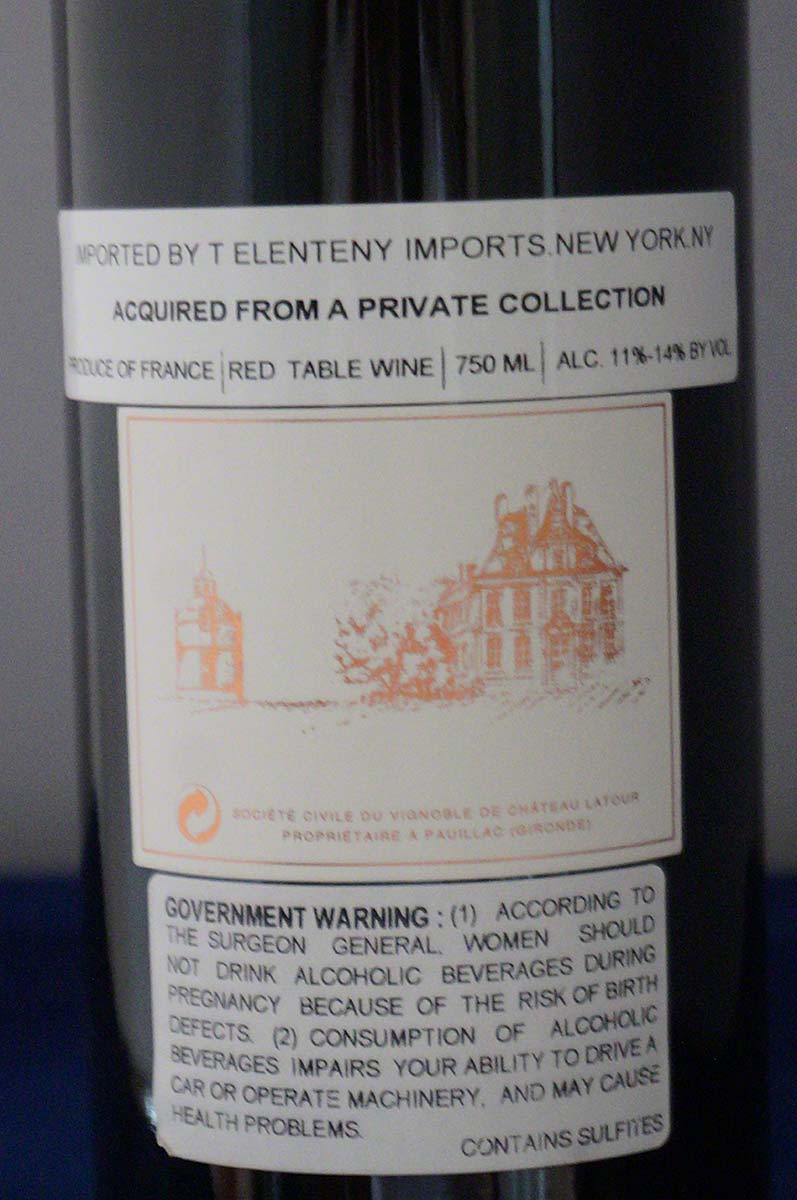 IMPORTED BY T ELENTENY IMPORTS.NEW YORK.NY
ACQUIRED FROM A PRIVATE COLLECTION
PRODUCE OF FRANCE | RED TABLE WINE | 750 ML | ALC. 11%-14% BY VOL
SOCIÉTÉ CIVILE DU VIGNOBLE DE CHÂTEAU LATOUR
PROPRIÉTAIRE A PAUILLAC (GIRONDE)
GOVERNMENT WARNING : (1) ACCORDING TO
THE SURGEON GENERAL. WOMEN SHOULD
NOT DRINK ALCOHOLIC BEVERAGES DURING
PREGNANCY BECAUSE OF THE RISK OF BIRTH
DEFECTS. (2) CONSUMPTION OF ALCOHOLIC
BEVERAGES IMPAIRS YOUR ABILITY TO DRIVE A
CAR OR OPERATE MACHINERY, AND MAY CAUSE
HEALTH PROBLEMS.
CONTAINS SULFITES